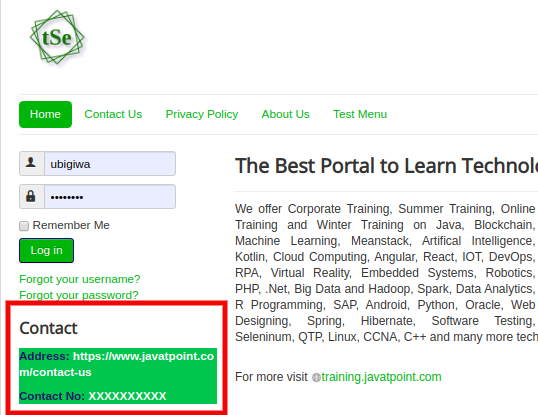 tSe
Home Contact Us Privacy Policy About Us Test Menu
ubigiwa
••••••••
Remember Me
Log in
Forgot your username?
Forgot your password?
Contact
Address: https://www.javatpoint.co
m/contact-us
Contact No: XXXXXXXXXX
The Best Portal to Learn Technolo
We offer Corporate Training, Summer Training, Online
Training and Winter Training on Java, Blockchain,
Machine Learning, Meanstack, Artifical Intelligence,
Kotlin, Cloud Computing, Angular, React, IOT, DevOps,
RPA, Virtual Reality, Embedded Systems, Robotics,
PHP, .Net, Big Data and Hadoop, Spark, Data Analytics,
R Programming, SAP, Android, Python, Oracle, Web
Designing, Spring, Hibernate, Software Testing,
Seleninum, QTP, Linux, CCNA, C++ and many more tech
For more visit training.javatpoint.com